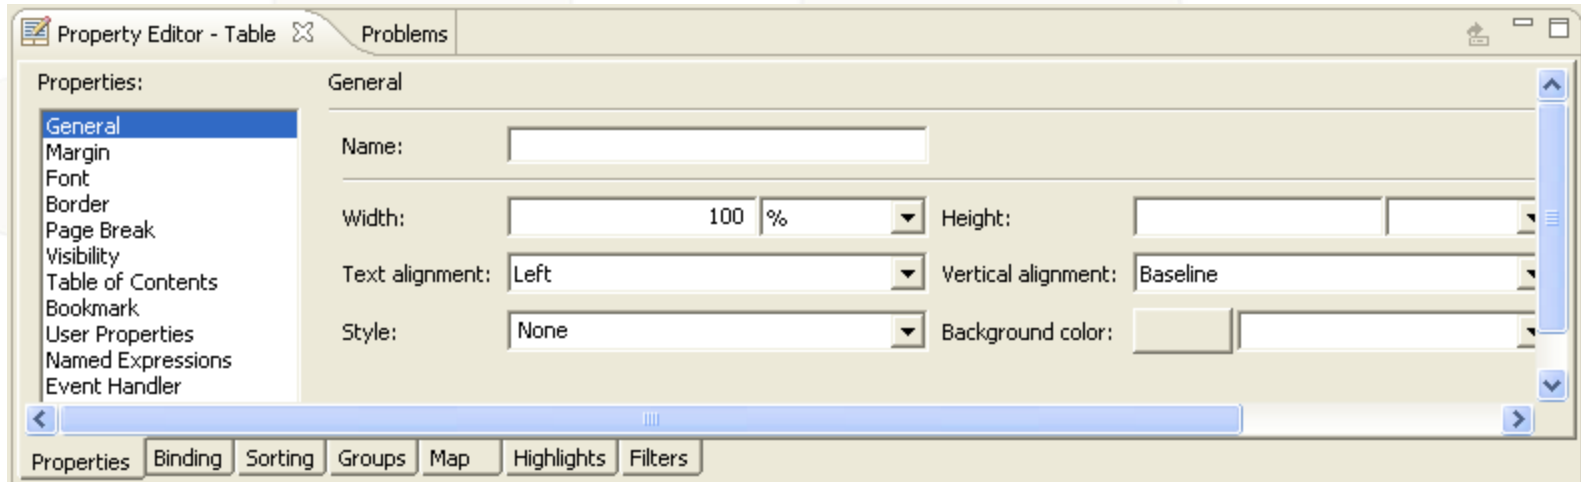 Property Editor - Table Problems
Properties:
General
Margin
Font
Border
Page Break
Visibility
Table of Contents
Bookmark
User Properties
Named Expressions
Event Handler
General
Name:
Width: 100 % Height:
Text alignment: Left Vertical alignment: Baseline
Style: None Background color:
Properties Binding Sorting Groups Map Highlights Filters